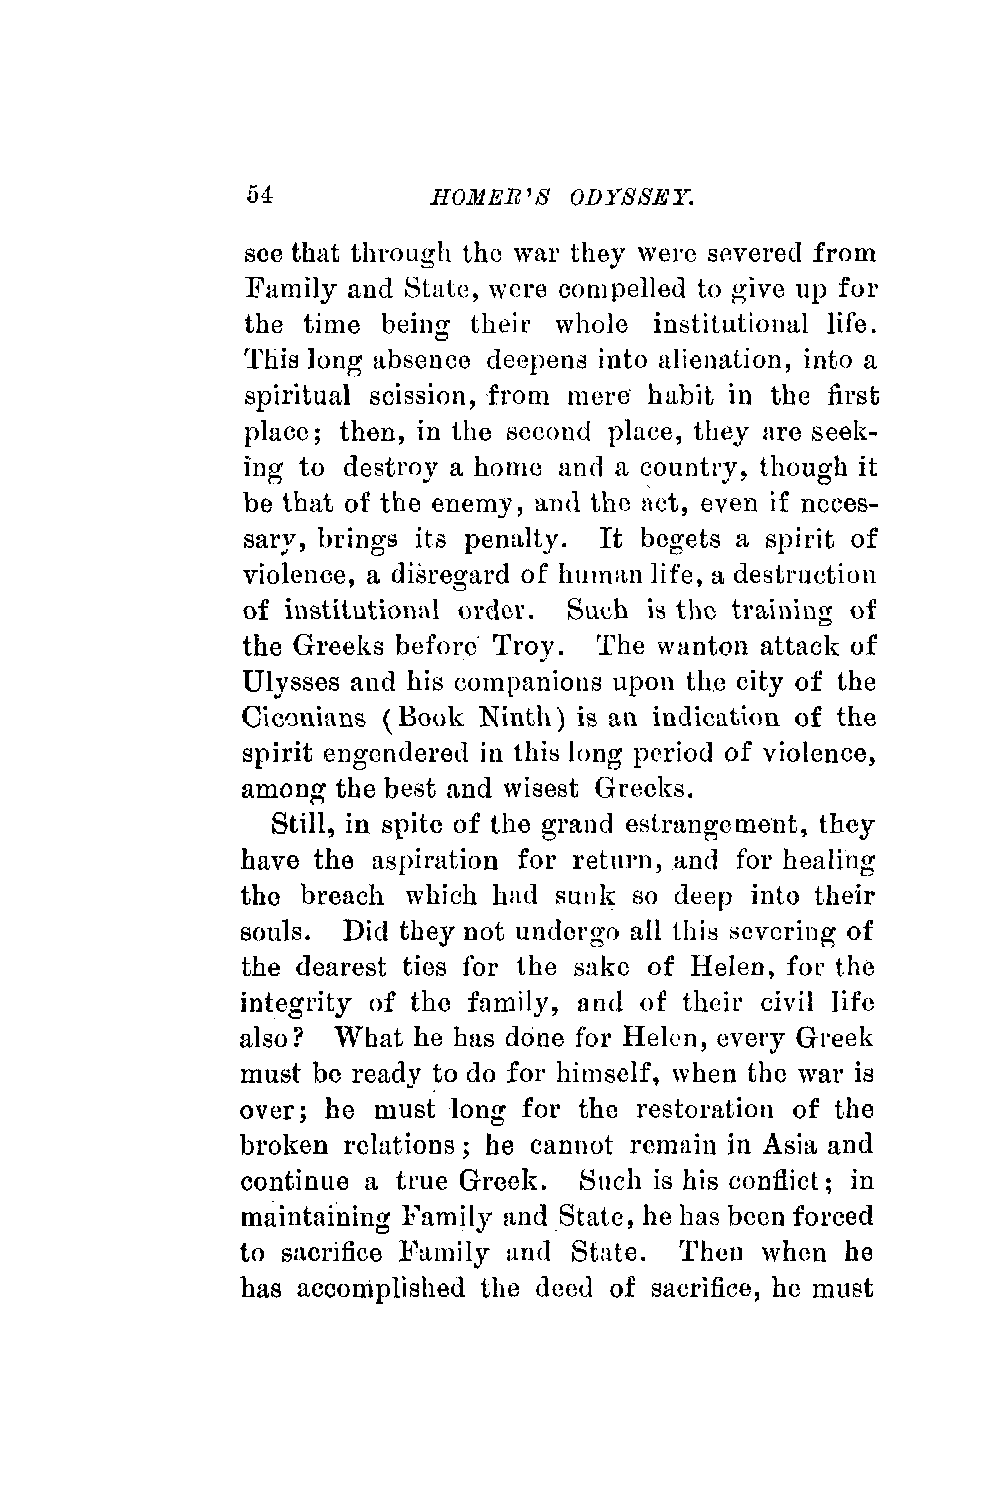 54 HOMER'S ODYSSEY.
see that through the war they were severed from
Family and State, were compelled to give up for
the time being their whole institutional life.
This long absence deepens into alienation, into a
spiritual scission, from mere habit in the first
place; then, in the second place, they are seek-
ing to destroy a home and a country, though it
be that of the enemy, and the act, even if neces-
sary, brings its penalty. It begets a spirit of
violence, a disregard of human life, a destruction
of institutional order. Such is the training of
the Greeks before Troy. The wanton attack of
Ulysses and his companions upon the city of the
Ciconians (Book Ninth) is an indication of the
spirit engendered in this long period of violence,
among the best and wisest Greeks.
Still, in spite of the grand estrangement, they
have the aspiration for return, and for healing
the breach which had sunk so deep into their
souls. Did they not undergo all this severing of
the dearest ties for the sake of Helen, for the
integrity of the family, and of their civil life
also? What he has done for Helen, every Greek
must be ready to do for himself, when the war is
over; he must long for the restoration of the
broken relations; he cannot remain in Asia and
continue a true Greek. Such is his conflict; in
maintaining Family and State, he has been forced
to sacrifice Family and State. Then when he
has accomplished the deed of sacrifice, he must